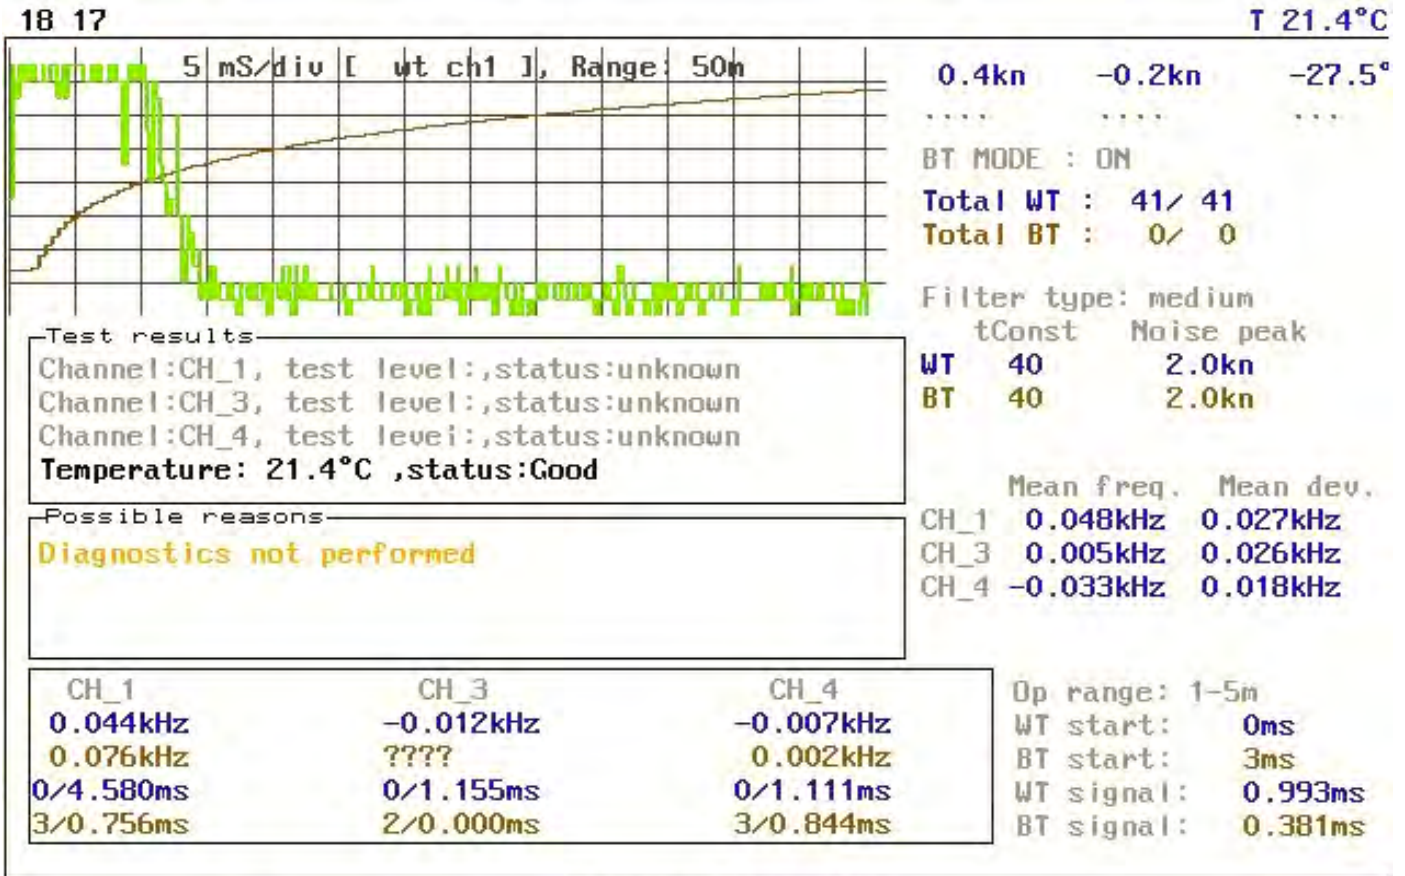 18 17
T 21.4°C
5 mS/div [ wt ch1 ], Range: 50m
0.4kn -0.2kn -27.5°
.... .... ...
BT MODE : ON
Total WT : 41/ 41
Total BT : 0/ 0
Filter type: medium
tConst Noise peak
WT 40 2.0kn
BT 40 2.0kn
Test results
Channel:CH_1, test level:,status:unknown
Channel:CH_3, test level:,status:unknown
Channel:CH_4, test level:,status:unknown
Temperature: 21.4°C ,status:Good
Possible reasons
Diagnostics not performed
Mean freq. Mean dev.
CH_1 0.048kHz 0.027kHz
CH_3 0.005kHz 0.026kHz
CH_4 -0.033kHz 0.018kHz
CH_1 CH_3 CH_4
0.044kHz -0.012kHz -0.007kHz
0.076kHz ???? 0.002kHz
0/4.580ms 0/1.155ms 0/1.111ms
3/0.756ms 2/0.000ms 3/0.844ms
Op range: 1-5m
WT start: 0ms
BT start: 3ms
WT signal: 0.993ms
BT signal: 0.381ms